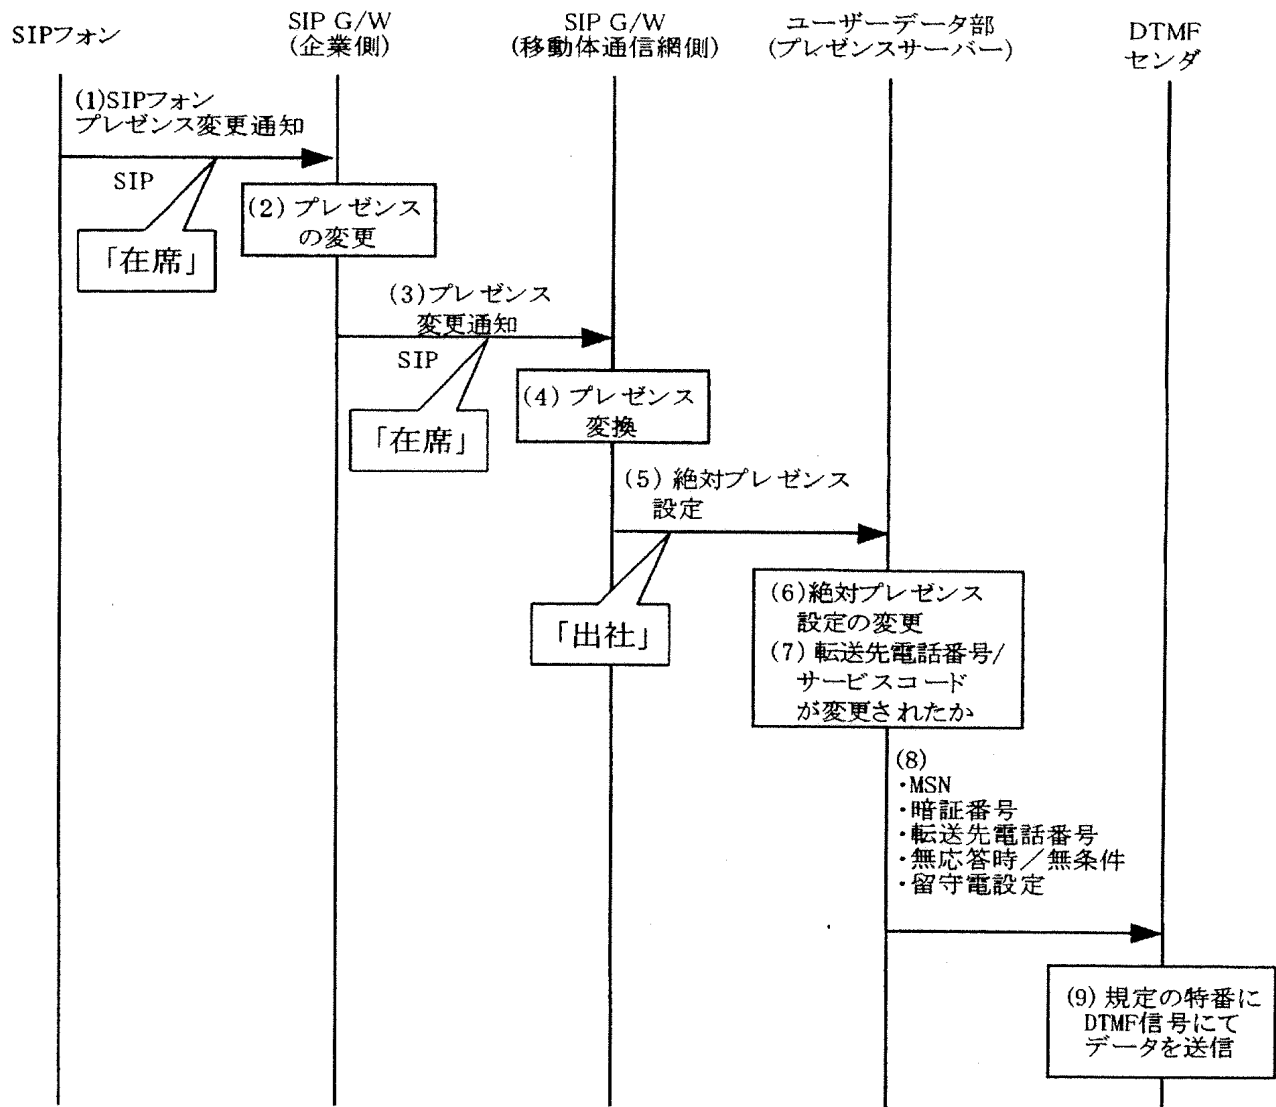 SIPフォン
SIP G/W
(企業側)
SIP G/W
(移動体通信網側)
ユーザーデータ部
(プレゼンスサーバー)
DTMF
センダ
(1)SIPフォン
プレゼンス変更通知
SIP
「在席」
(2) プレゼンス
の変更
(3)プレゼンス
変更通知
SIP
「在席」
(4) プレゼンス
変換
(5) 絶対プレゼンス
設定
「出社」
(6)絶対プレゼンス
設定の変更
(7) 転送先電話番号/
サービスコード
が変更されたか
(8)
・MSN
・暗証番号
・転送先電話番号
・無応答時／無条件
・留守電設定
(9) 規定の特番に
DTMF信号にて
データを送信